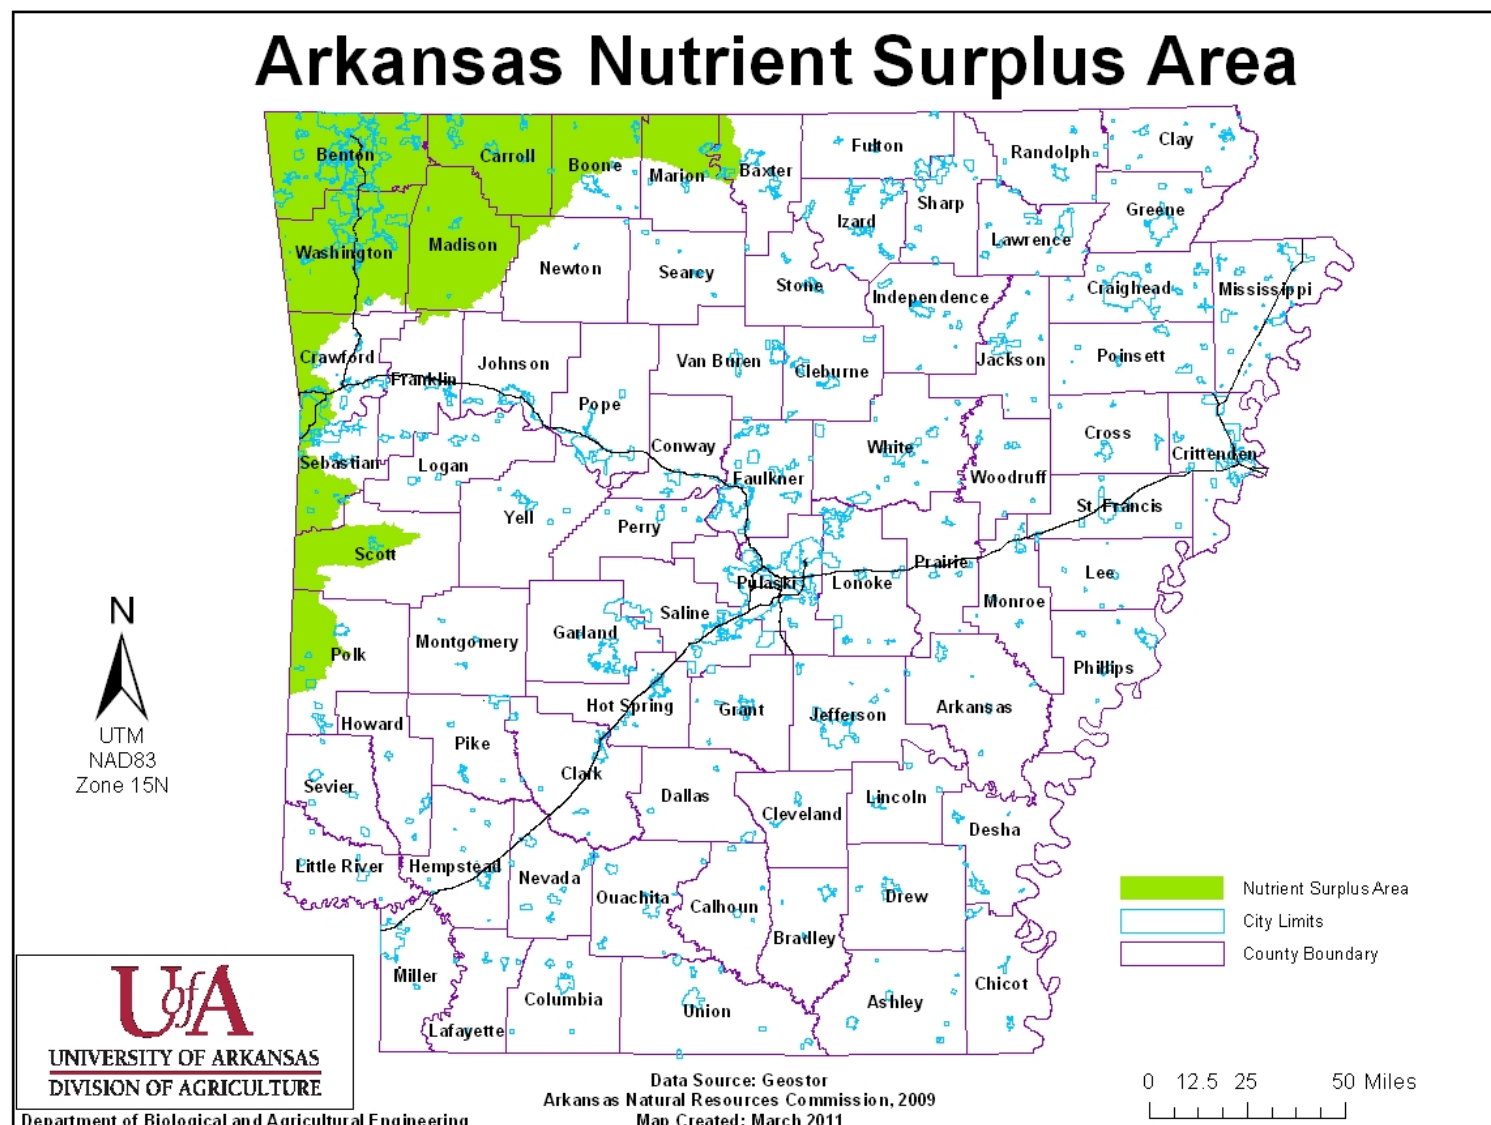 Arkansas Nutrient Surplus Area
Benton
Carroll
Boone
Marion
Baxter
Fulton
Randolph
Clay
Izard
Sharp
Lawrence
Greene
Washington
Madison
Newton
Searcy
Stone
Independence
Craighead
Mississippi
Crawford
Franklin
Johnson
Van Buren
Cleburne
Jackson
Poinsett
Pope
Conway
Sebastian
Logan
Faulkner
White
Woodruff
Cross
Crittenden
Yell
Perry
St. Francis
Scott
Pulaski
Lonoke
Prairie
Lee
Monroe
Saline
Garland
Montgomery
Polk
Phillips
N
UTM
NAD83
Zone 15N
Howard
Hot Spring
Grant
Jefferson
Arkansas
Pike
Sevier
Clark
Dallas
Cleveland
Lincoln
Desha
Little River
Hempstead
Nevada
Ouachita
Calhoun
Drew
Bradley
Nutrient Surplus Area
City Limits
County Boundary
Miller
Columbia
Union
Ashley
Chicot
Lafayette
UofA
UNIVERSITY OF ARKANSAS
DIVISION OF AGRICULTURE
Department of Biological and Agricultural Engineering
Data Source: Geostor
Arkansas Natural Resources Commission, 2009
Map Created: March 2011
0 12.5 25 50 Miles